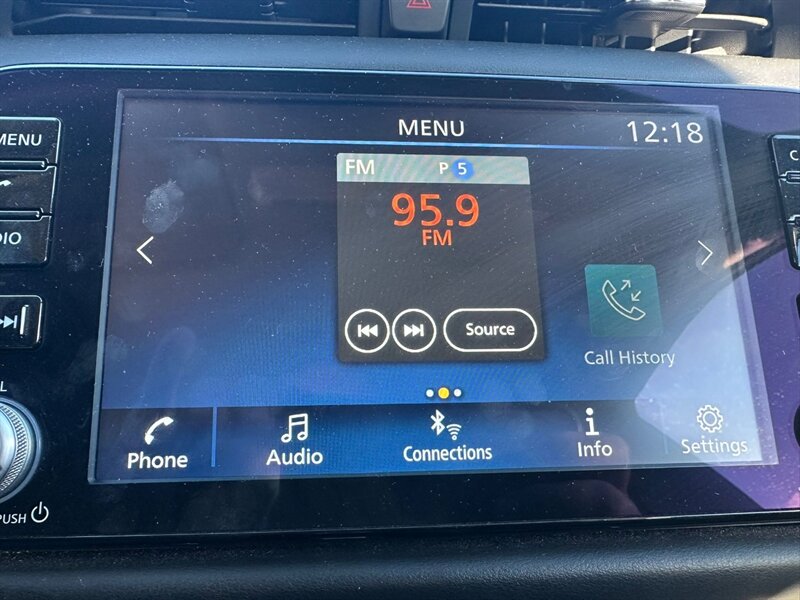 MENU
MENU 12:18
FM P 5
95.9
FM
Source
Call History
Phone Audio Connections Info Settings
PUSH